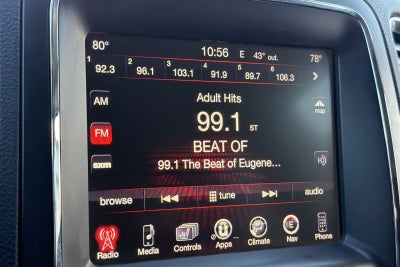 80° 10:56 E 43° out. 78°
1 92.3 2 96.1 3 103.1 4 91.9 5 89.7 6 106.3
AM Adult Hits map
FM 99.1 ST
BEAT OF
sxm 99.1 The Beat of Eugene...
browse tune audio
Radio Media Controls Apps Climate Nav Phone
E